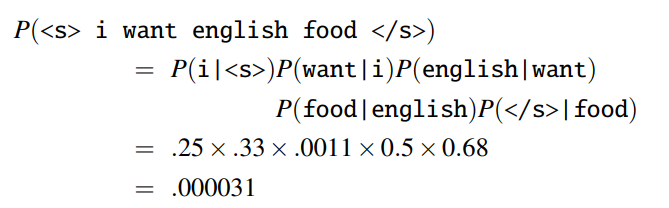 P(<s> i want english food </s>)
= P(i|<s>)P(want|i)P(english|want)
P(food|english)P(</s>|food)
= .25 × .33 × .0011 × 0.5 × 0.68
= .000031